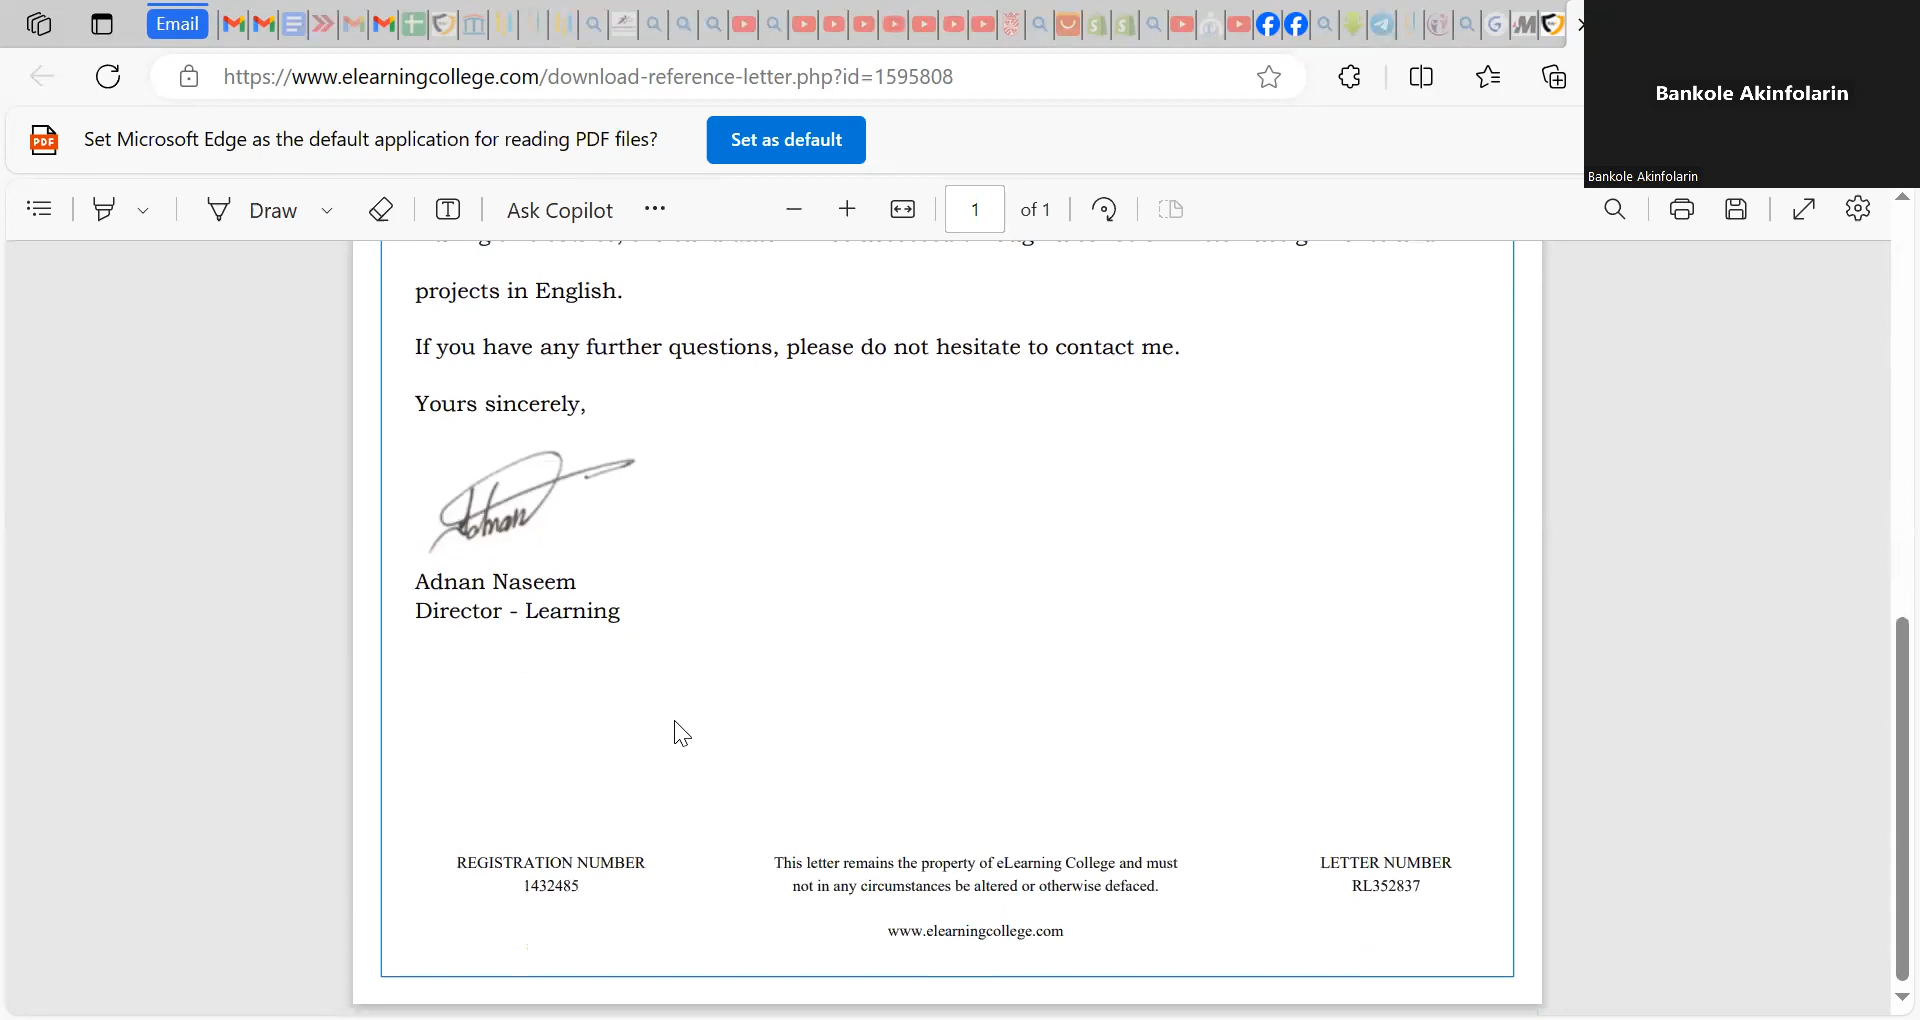 Email
https://www.elearningcollege.com/download-reference-letter.php?id=1595808
Bankole Akinfolarin
Bankole Akinfolarin
PDF
Set Microsoft Edge as the default application for reading PDF files?
Set as default
Draw
Ask Copilot
1
of 1
projects in English.
If you have any further questions, please do not hesitate to contact me.
Yours sincerely,
Adnan
Adnan Naseem
Director - Learning
REGISTRATION NUMBER
1432485
This letter remains the property of eLearning College and must
not in any circumstances be altered or otherwise defaced.
www.elearningcollege.com
LETTER NUMBER
RL352837